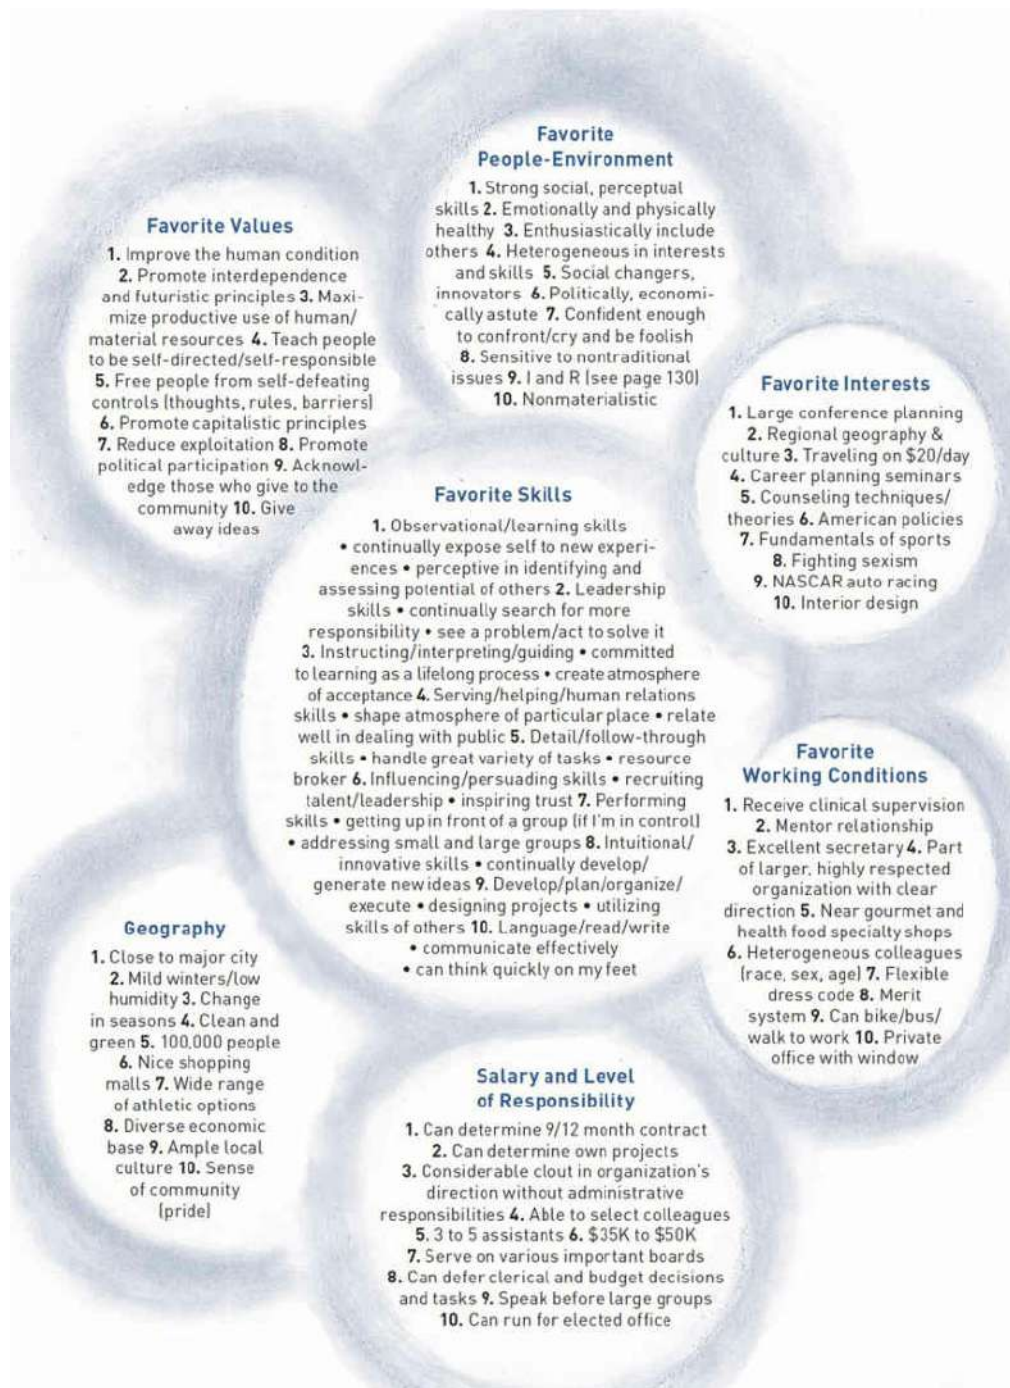 Favorite
People-Environment
1. Strong social, perceptual
skills 2. Emotionally and physically
healthy 3. Enthusiastically include
others 4. Heterogeneous in interests
and skills 5. Social changers,
innovators 6. Politically, economi-
cally astute 7. Confident enough
to confront/cry and be foolish
8. Sensitive to nontraditional
issues 9. I and R (see page 130)
10. Nonmaterialistic
Favorite Values
1. Improve the human condition
2. Promote interdependence
and futuristic principles 3. Maxi-
mize productive use of human/
material resources 4. Teach people
to be self-directed/self-responsible
5. Free people from self-defeating
controls (thoughts, rules, barriers)
6. Promote capitalistic principles
7. Reduce exploitation 8. Promote
political participation 9. Acknowl-
edge those who give to the
community 10. Give
away ideas
Favorite Interests
1. Large conference planning
2. Regional geography &
culture 3. Traveling on $20/day
4. Career planning seminars
5. Counseling techniques/
theories 6. American policies
7. Fundamentals of sports
8. Fighting sexism
9. NASCAR auto racing
10. Interior design
Favorite Skills
1. Observational/learning skills
• continually expose self to new experi-
ences • perceptive in identifying and
assessing potential of others 2. Leadership
skills • continually search for more
responsibility • see a problem/act to solve it
3. Instructing/interpreting/guiding • committed
to learning as a lifelong process • create atmosphere
of acceptance 4. Serving/helping/human relations
skills • shape atmosphere of particular place • relate
well in dealing with public 5. Detail/follow-through
skills • handle great variety of tasks • resource
broker 6. Influencing/persuading skills • recruiting
talent/leadership • inspiring trust 7. Performing
skills • getting up in front of a group (if I'm in control)
• addressing small and large groups 8. Intuitional/
innovative skills • continually develop/
generate new ideas 9. Develop/plan/organize/
execute • designing projects • utilizing
skills of others 10. Language/read/write
• communicate effectively
• can think quickly on my feet
Favorite
Working Conditions
1. Receive clinical supervision
2. Mentor relationship
3. Excellent secretary 4. Part
of larger, highly respected
organization with clear
direction 5. Near gourmet and
health food specialty shops
6. Heterogeneous colleagues
(race, sex, age) 7. Flexible
dress code 8. Merit
system 9. Can bike/bus/
walk to work 10. Private
office with window
Geography
1. Close to major city
2. Mild winters/low
humidity 3. Change
in seasons 4. Clean and
green 5. 100,000 people
6. Nice shopping
malls 7. Wide range
of athletic options
8. Diverse economic
base 9. Ample local
culture 10. Sense
of community
(pride)
Salary and Level
of Responsibility
1. Can determine 9/12 month contract
2. Can determine own projects
3. Considerable clout in organization's
direction without administrative
responsibilities 4. Able to select colleagues
5. 3 to 5 assistants 6. $35K to $50K
7. Serve on various important boards
8. Can defer clerical and budget decisions
and tasks 9. Speak before large groups
10. Can run for elected office